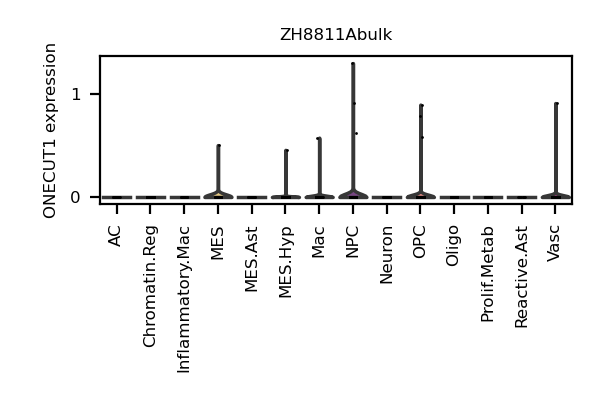 ZH8811Abulk
ONECUT1 expression
1
0
AC
Chromatin.Reg
Inflammatory.Mac
MES
MES.Ast
MES.Hyp
Mac
NPC
Neuron
OPC
Oligo
Prolif.Metab
Reactive.Ast
Vasc